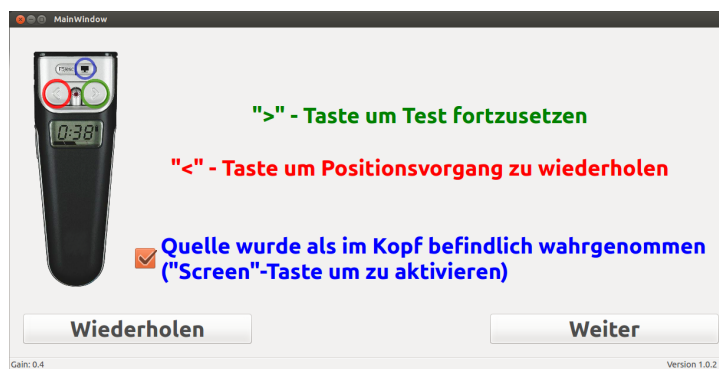 MainWindow
0:38
">" - Taste um Test fortzusetzen
"<" - Taste um Positionsvorgang zu wiederholen
Quelle wurde als im Kopf befindlich wahrgenommen
("Screen"-Taste um zu aktivieren)
Wiederholen Weiter
Gain: 0.4 Version 1.0.2